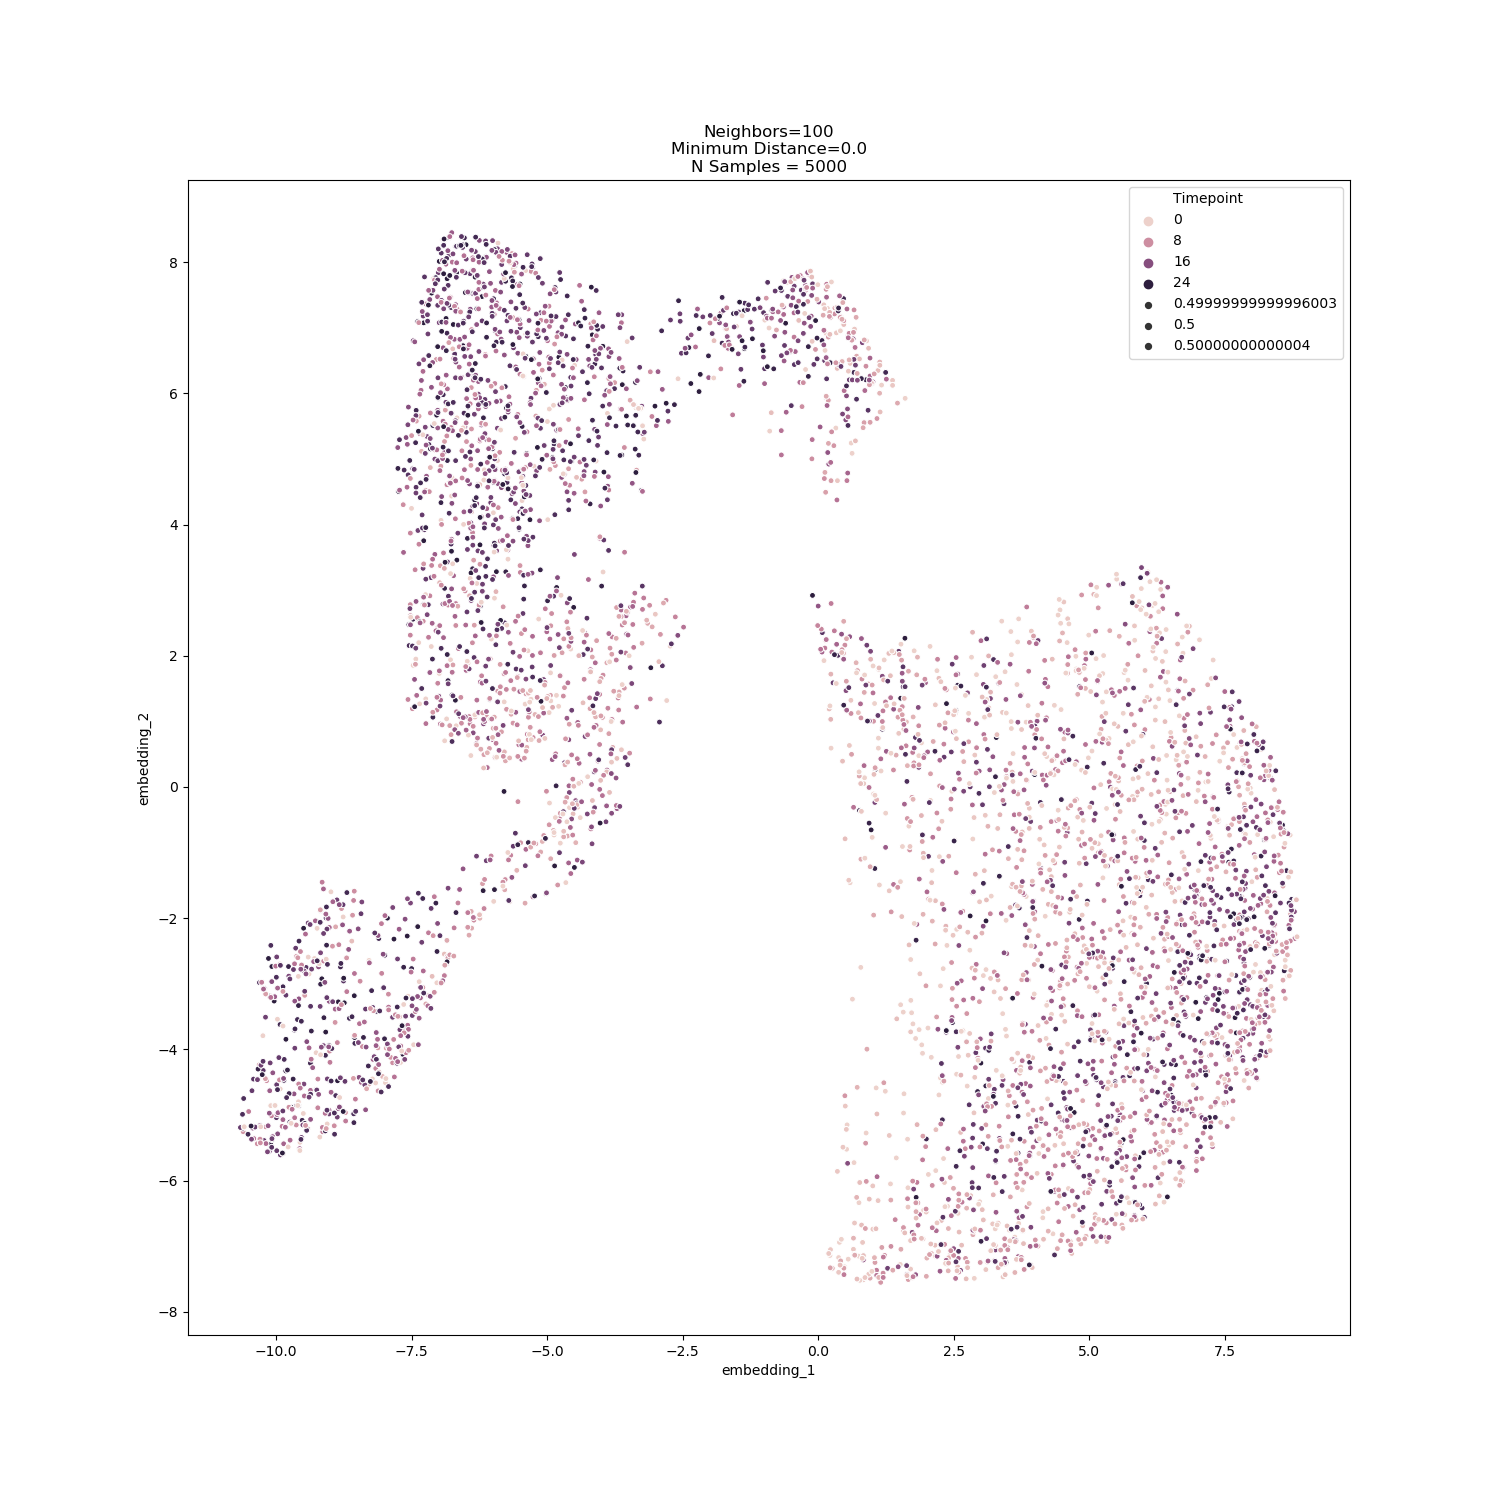 Neighbors=100
Minimum Distance=0.0
N Samples = 5000
Timepoint
0
8
16
24
0.49999999999996003
0.5
0.50000000000004
8
6
4
2
0
−2
−4
−6
−8
embedding_2
−10.0 −7.5 −5.0 −2.5 0.0 2.5 5.0 7.5
embedding_1